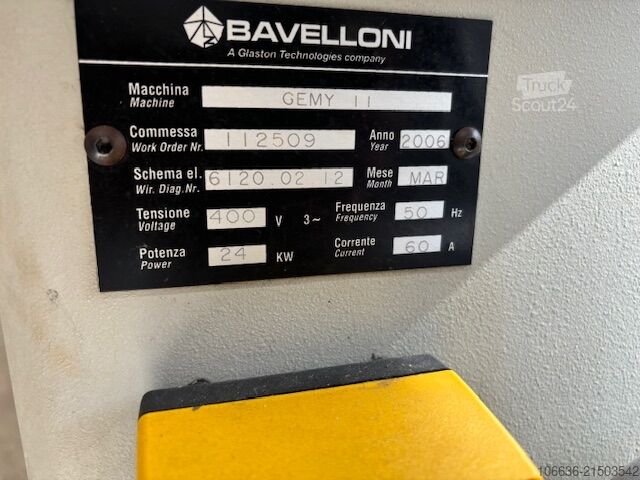 BAVELLONI
A Glaston Technologies company
Macchina
Machine
GEMY 11
Commessa
Work Order Nr.
112509
Anno
Year
2006
Schema el.
Wir. Diag. Nr.
6120 02 12
Mese
Month
MAR
Tensione
Voltage
400 V 3~
Frequenza
Frequency
50 Hz
Potenza
Power
24 KW
Corrente
Current
60 A
Truck
Scout24
106636-21503542